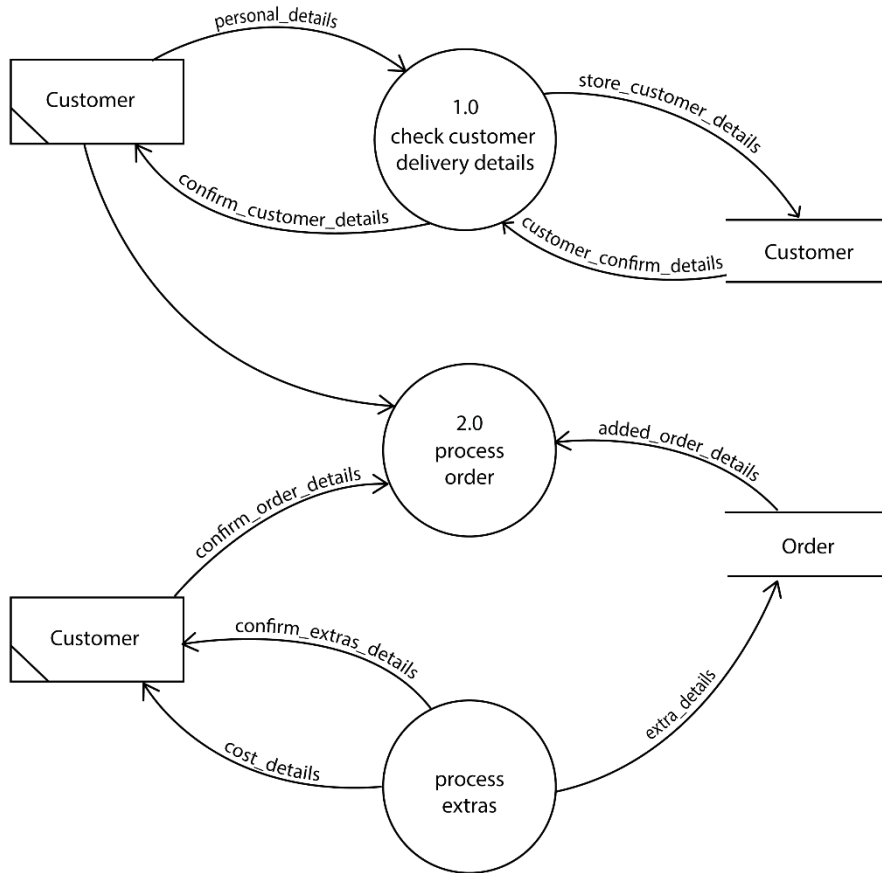 personal_details
Customer
1.0
check customer
delivery details
store_customer_details
confirm_customer_details
customer_confirm_details
Customer
2.0
process
order
added_order_details
confirm_order_details
Order
Customer
confirm_extras_details
extra_details
cost_details
process
extras